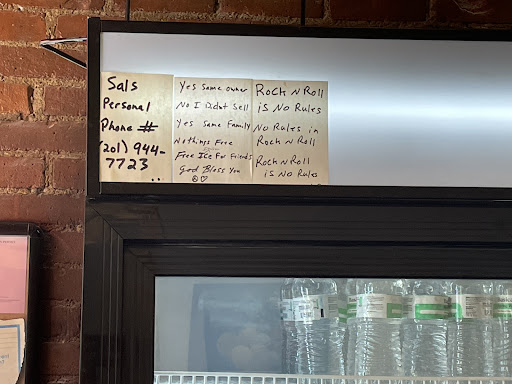 Sals
Personal
Phone #
(201) 944-
7723
Yes Same owner
No I Didnt Sell
Yes Same Family
Nothings Free
Free Ice For Friends
God Bless You
Rock N Roll
is No Rules
No Rules in
Rock N Roll
Rock N Roll
is No Rules